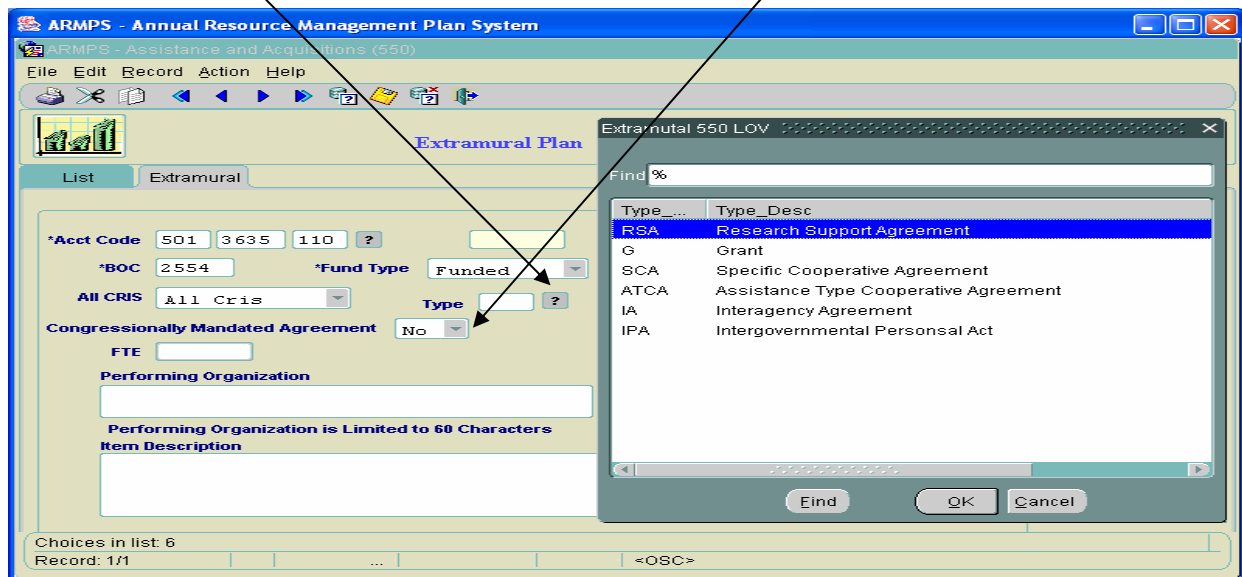 ARMPS - Annual Resource Management Plan System
ARMPS - Assistance and Acquisitions (550)
File Edit Record Action Help
Extramural Plan
List Extramural
*Acct Code 501 3635 110 ?
*BOC 2554 *Fund Type Funded
All CRIS All Cris Type ?
Congressionally Mandated Agreement No
FTE
Performing Organization
Performing Organization is Limited to 60 Characters
Item Description
Extramutal 550 LOV
Find %
Type_... Type_Desc
RSA Research Support Agreement
G Grant
SCA Specific Cooperative Agreement
ATCA Assistance Type Cooperative Agreement
IA Interagency Agreement
IPA Intergovernmental Personsal Act
Find OK Cancel
Choices in list: 6
Record: 1/1 ... <OSC>